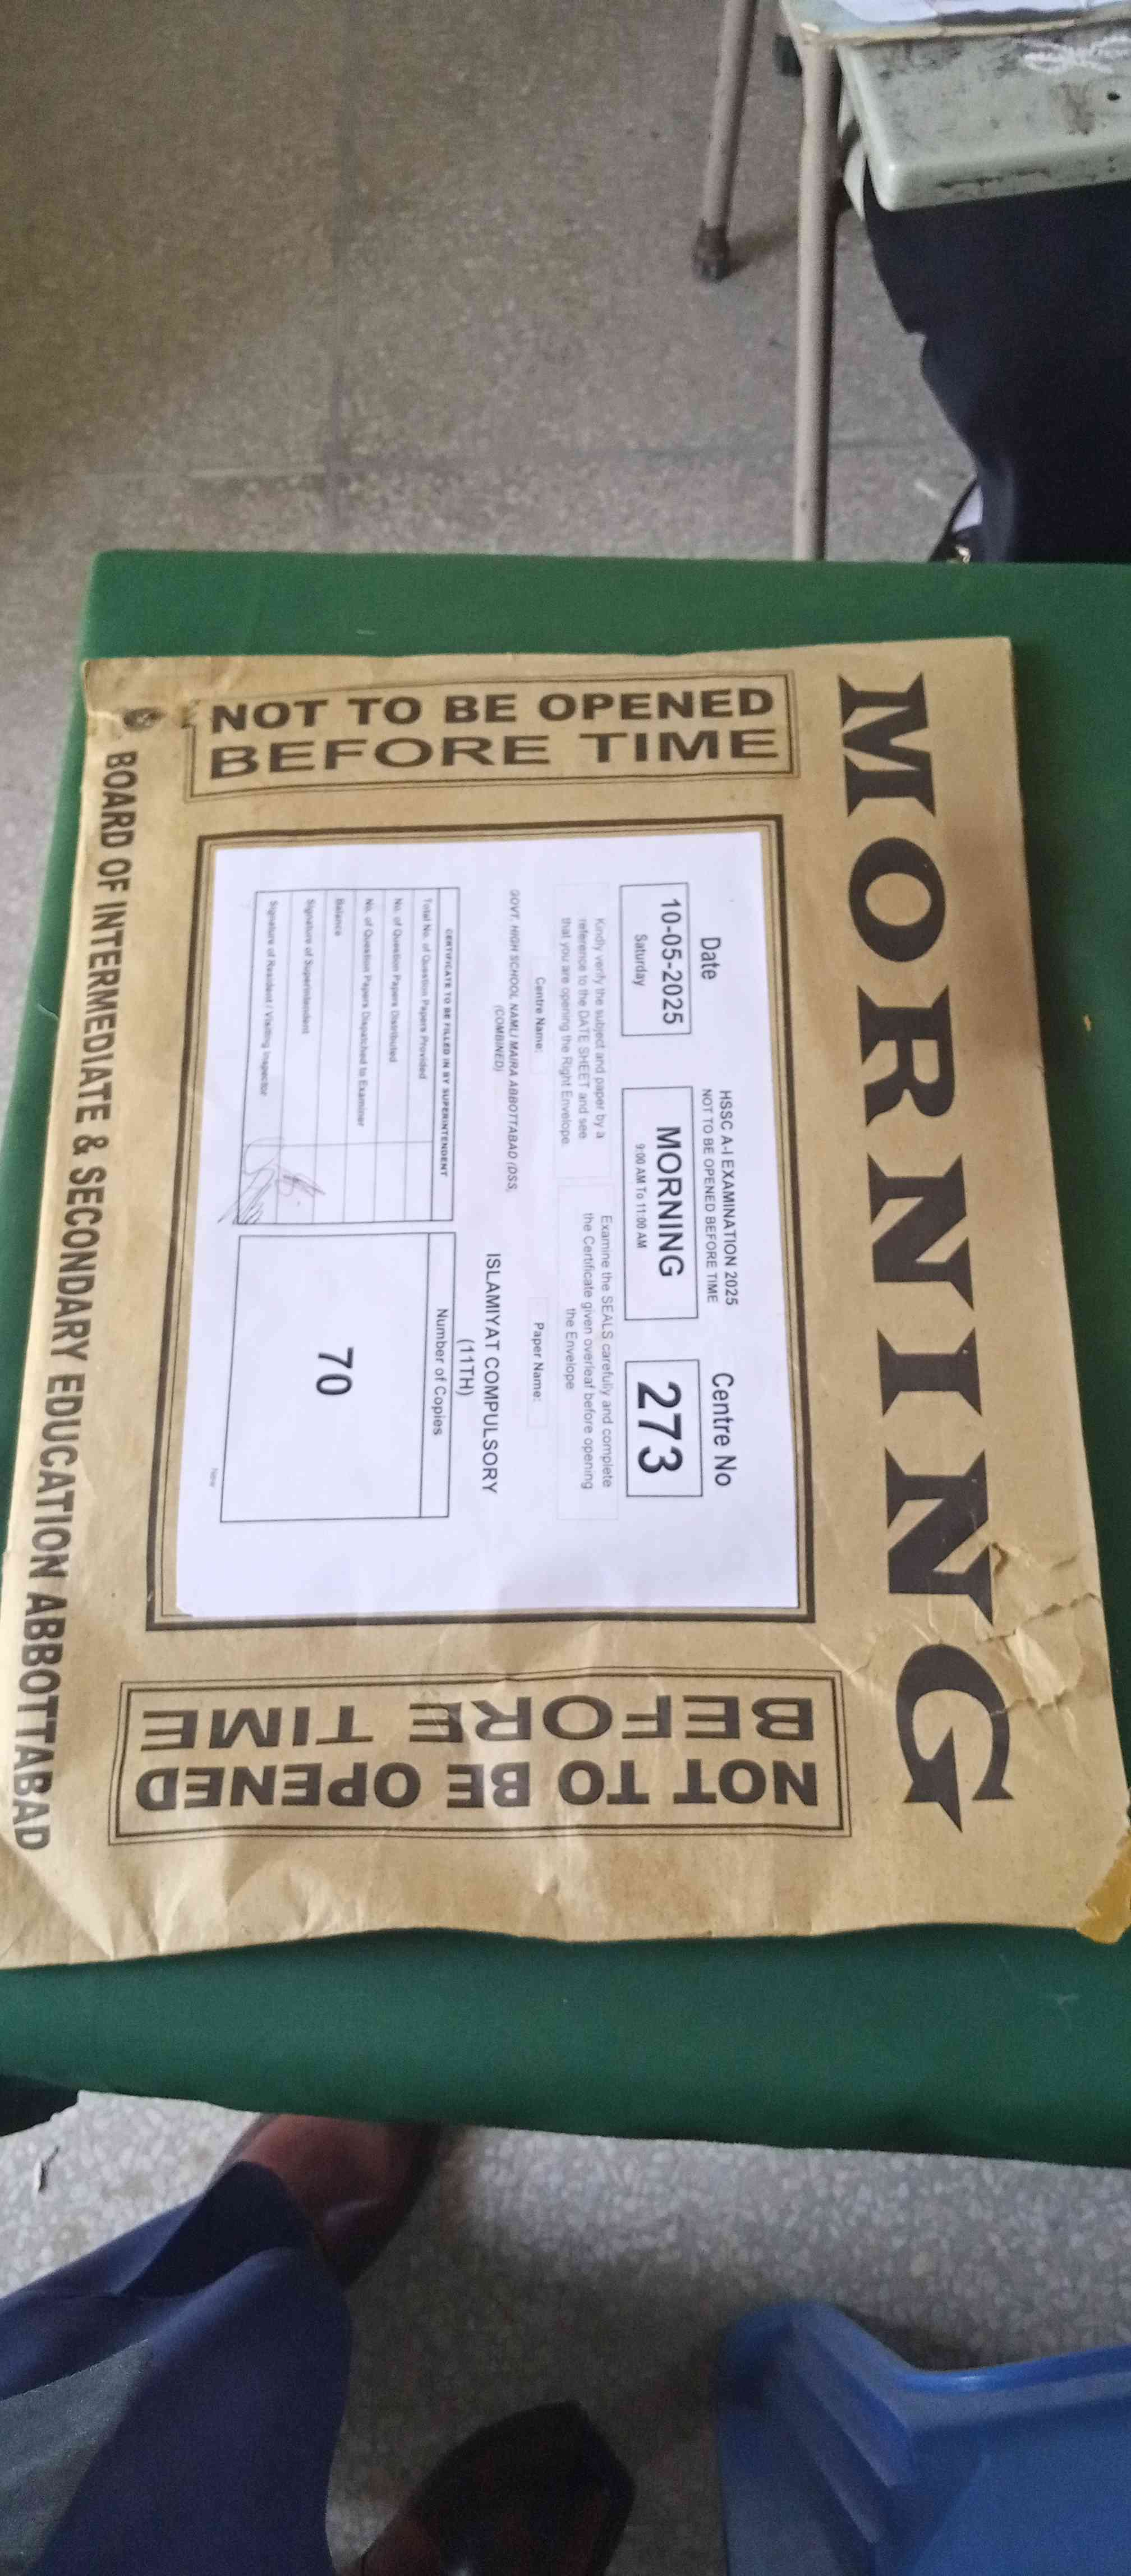 MORNING
NOT TO BE OPENED
BEFORE TIME
HSSC A-I EXAMINATION 2025
NOT TO BE OPENED BEFORE TIME
Date
10-05-2025
Saturday
MORNING
9:00 AM To 11:00 AM
Centre No
273
Kindly verify the subject and paper by a
reference to the DATE SHEET and see
that you are opening the Right Envelope.
Examine the SEALS carefully and complete
the Certificate given overleaf before opening
the Envelope
Centre Name:
GOVT. HIGH SCHOOL NAMLI MAIRA ABBOTTABAD (DSS,
(COMBINED)
Paper Name:
ISLAMIYAT COMPULSORY
(11TH)
CERTIFICATE TO BE FILLED IN BY SUPERINTENDENT
Total No. of Question Papers Provided
No. of Question Papers Distributed
No. of Question Papers Dispatched to Examiner
Balance
Signature of Superintendent
Signature of Resident / Visiting Inspector
Number of Copies
70
New
NOT TO BE OPENED
BEFORE TIME
BOARD OF INTERMEDIATE & SECONDARY EDUCATION ABBOTTABAD